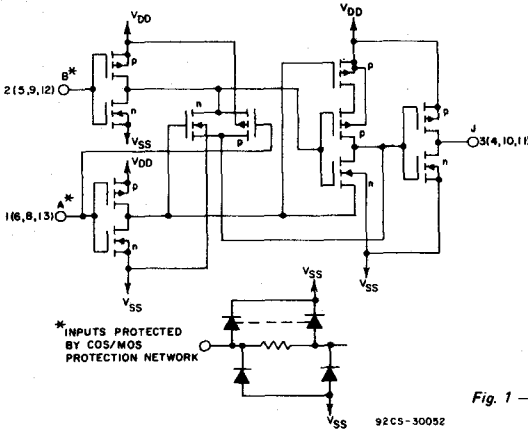 VDD
VDD
B*
p
2(5,9,12)
n
VSS
VDD
n
p
p
p
n
p
n
J
3(4,10,11)
A*
p
1(6,8,13)
n
VSS
VSS
*INPUTS PROTECTED
BY COS/MOS
PROTECTION NETWORK
VSS
VSS
92CS-30052
Fig. 1 —